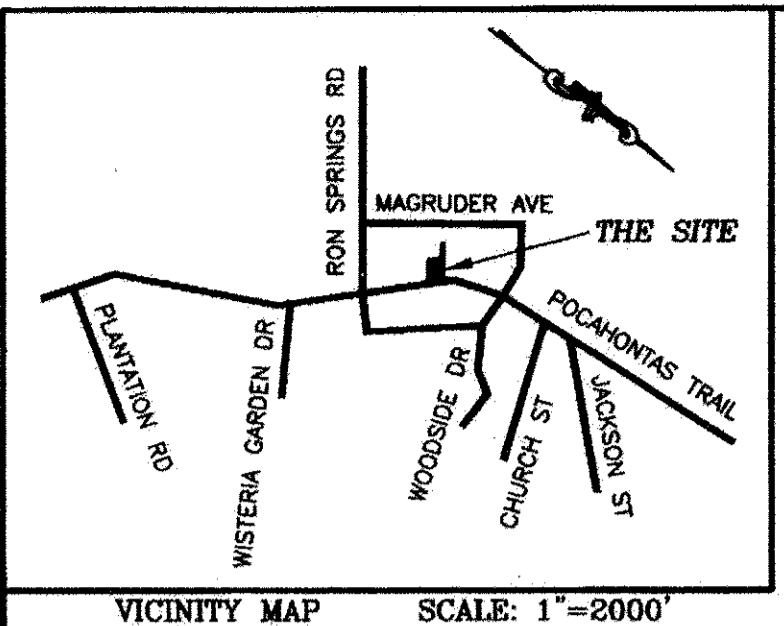 RON SPRINGS RD
MAGRUDER AVE
THE SITE
POCAHONTAS TRAIL
PLANTATION RD
WISTERIA GARDEN DR
WOODSIDE DR
CHURCH ST
JACKSON ST
VICINITY MAP SCALE: 1"=2000'